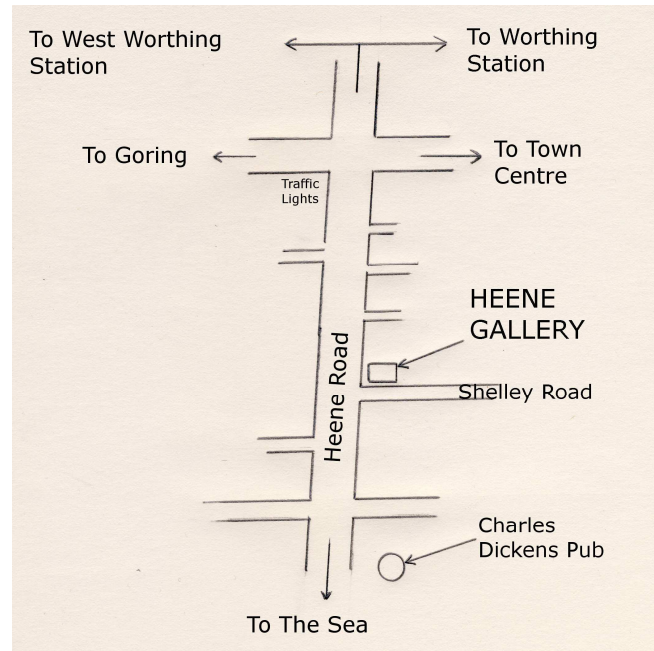 To West Worthing
Station
To Worthing
Station
To Goring
To Town
Centre
Traffic
Lights
HEENE
GALLERY
Heene Road
Shelley Road
Charles
Dickens Pub
To The Sea